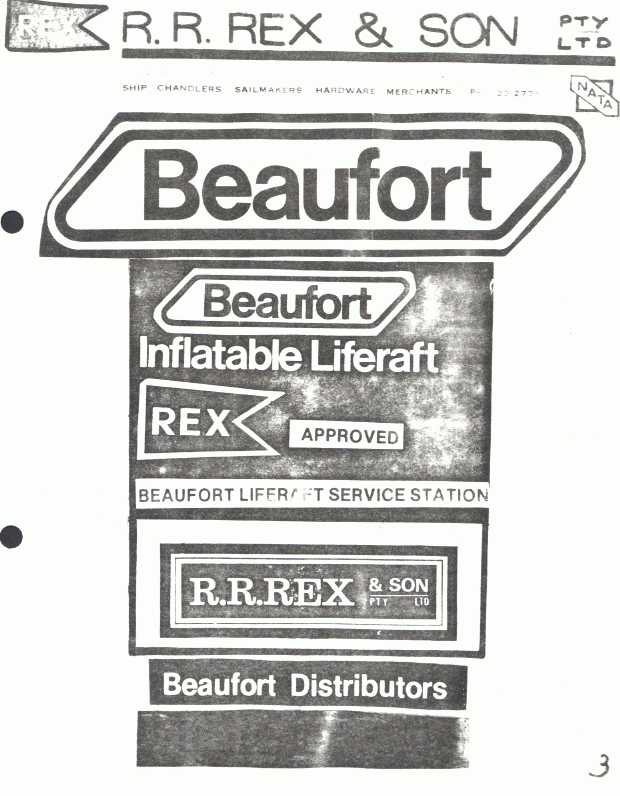 REX R. R. REX & SON PTY LTD
SHIP CHANDLERS SAILMAKERS HARDWARE MERCHANTS
NATA
Beaufort
Beaufort
Inflatable Liferaft
REX
APPROVED
BEAUFORT LIFERAFT SERVICE STATION
R.R.REX & SON
PTY LTD
Beaufort Distributors
3